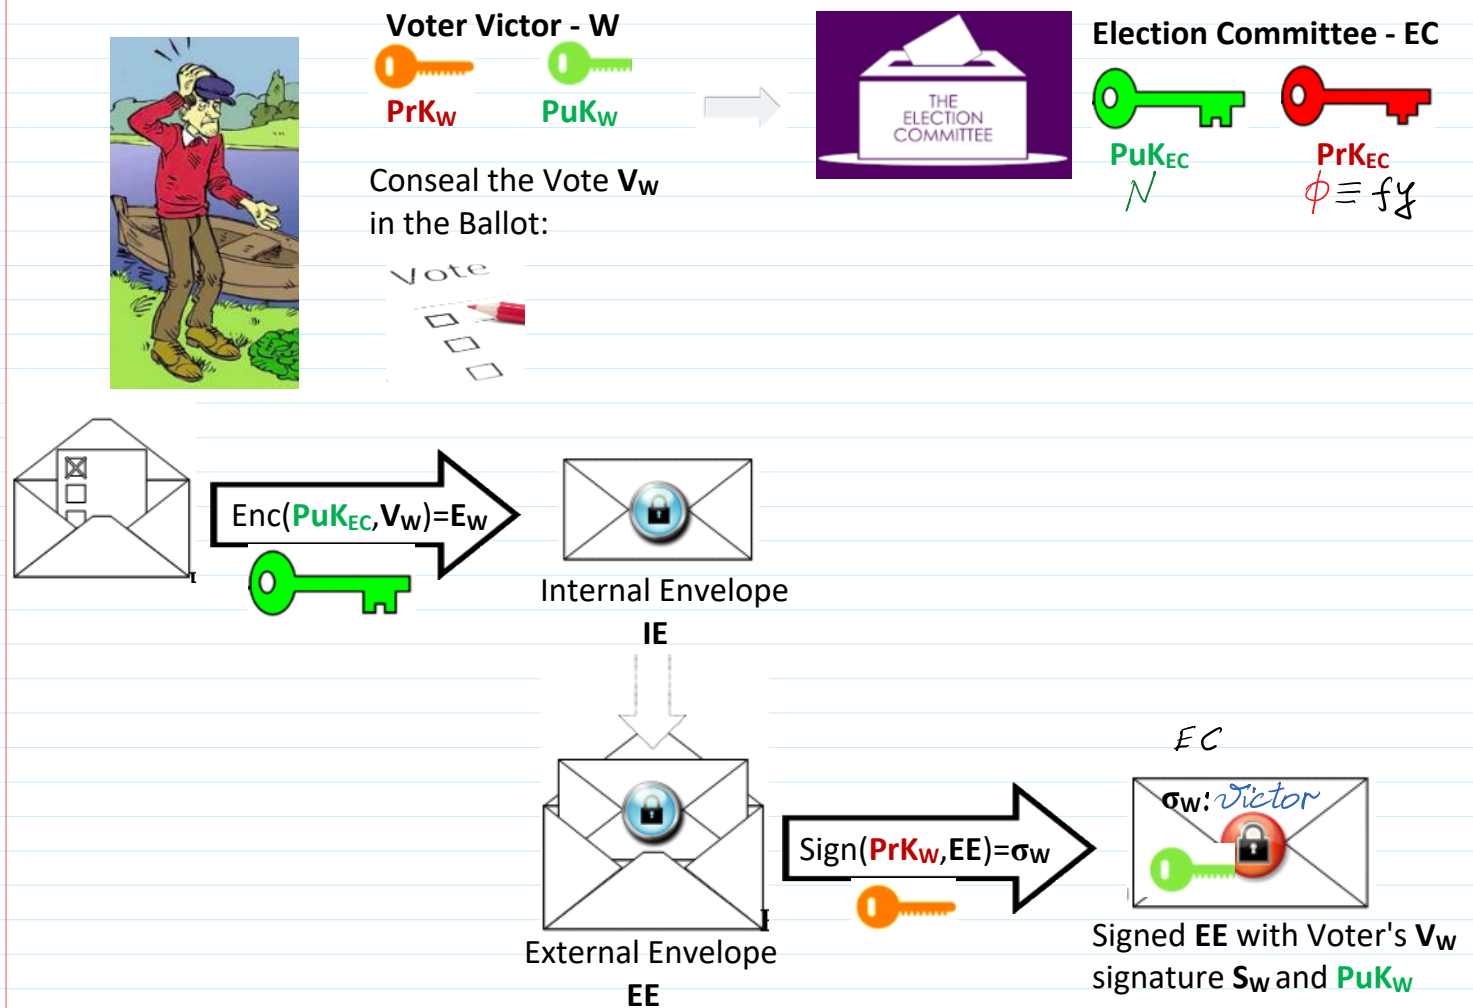 Voter Victor - W
PrKW
PuKW
THE
ELECTION
COMMITTEE
Election Committee - EC
PuKEC
PrKEC
N
ϕ ≡ fy
Conseal the Vote VW
in the Ballot:
Vote
Enc(PuKEC,VW)=EW
Internal Envelope
IE
EC
σW: Victor
Sign(PrKW,EE)=σW
External Envelope
EE
Signed EE with Voter's VW
signature SW and PuKW